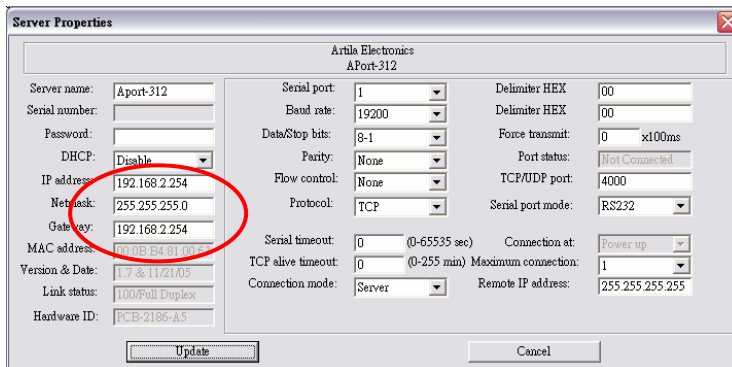 Server Properties
Artila Electronics
APort-312
Server name: Aport-312
Serial number:
Password:
DHCP: Disable
IP address: 192.168.2.254
Netmask: 255.255.255.0
Gateway: 192.168.2.254
MAC address: 00:0B:B4:81:00:63
Version & Date: 1.7 & 11/21/05
Link status: 100/Full Duplex
Hardware ID: PCB-2186-A5
Serial port: 1
Baud rate: 19200
Data/Stop bits: 8-1
Parity: None
Flow control: None
Protocol: TCP
Serial timeout: 0 (0-65535 sec)
TCP alive timeout: 0 (0-255 min)
Connection mode: Server
Delimiter HEX 00
Delimiter HEX 00
Force transmit: 0 x100ms
Port status: Not Connected
TCP/UDP port: 4000
Serial port mode: RS232
Connection at: Power up
Maximum connection: 1
Remote IP address: 255.255.255.255
Update
Cancel